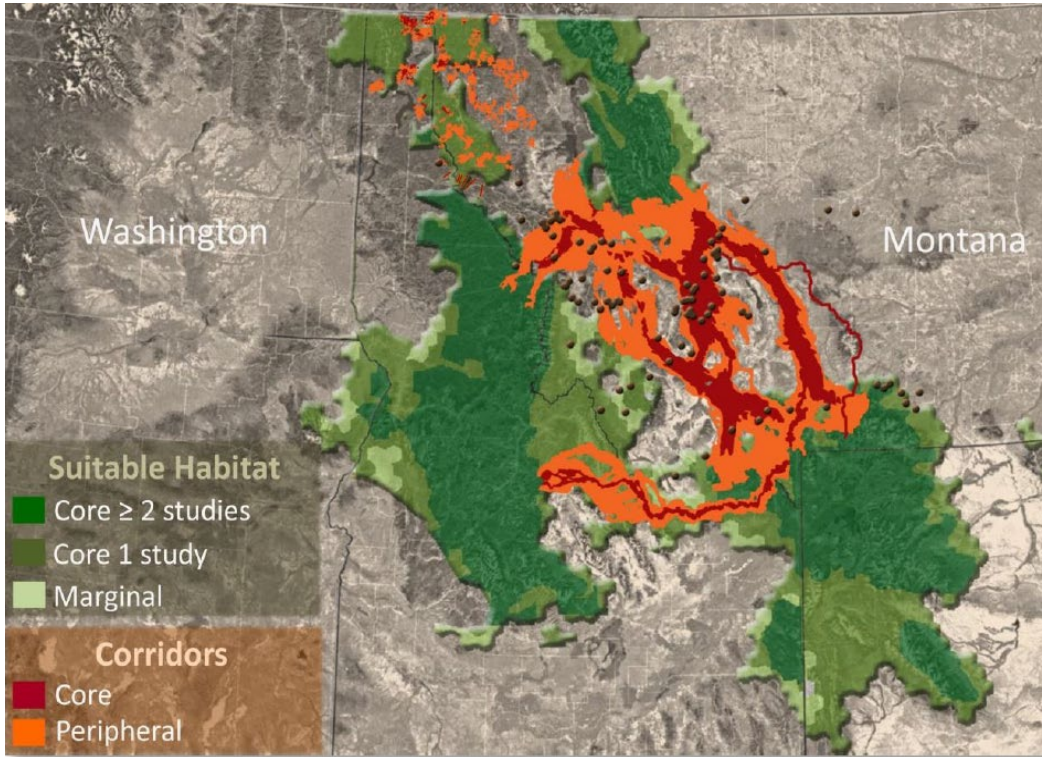 Washington
Montana
Suitable Habitat
Core ≥ 2 studies
Core 1 study
Marginal
Corridors
Core
Peripheral